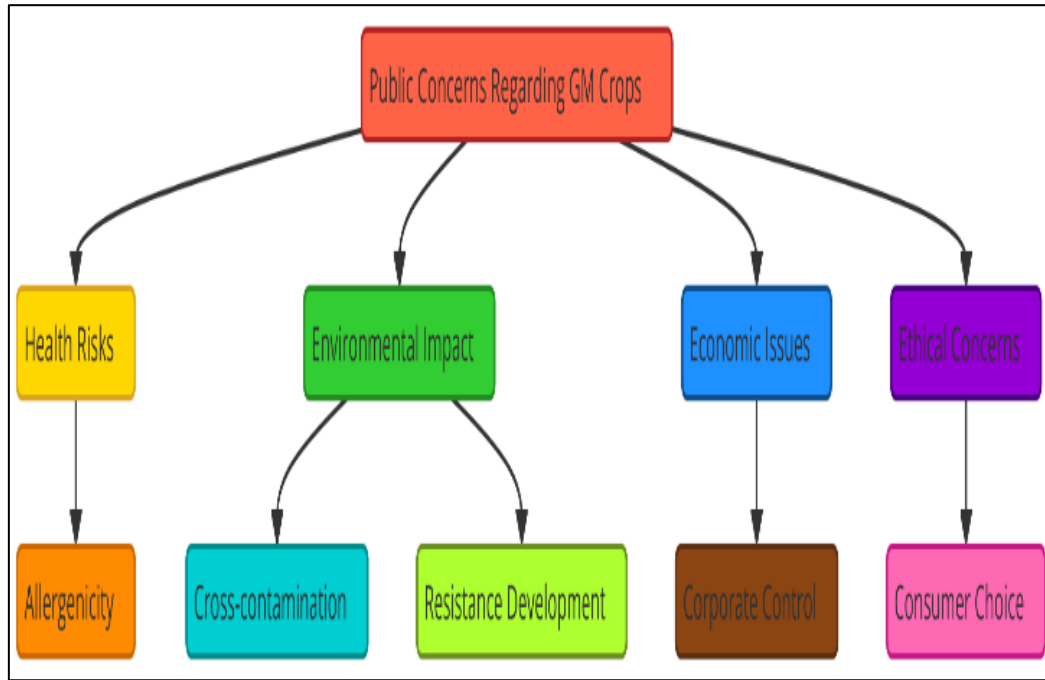 Public Concerns Regarding GM Crops
Health Risks
Environmental Impact
Economic Issues
Ethical Concerns
Allergenicity
Cross-contamination
Resistance Development
Corporate Control
Consumer Choice